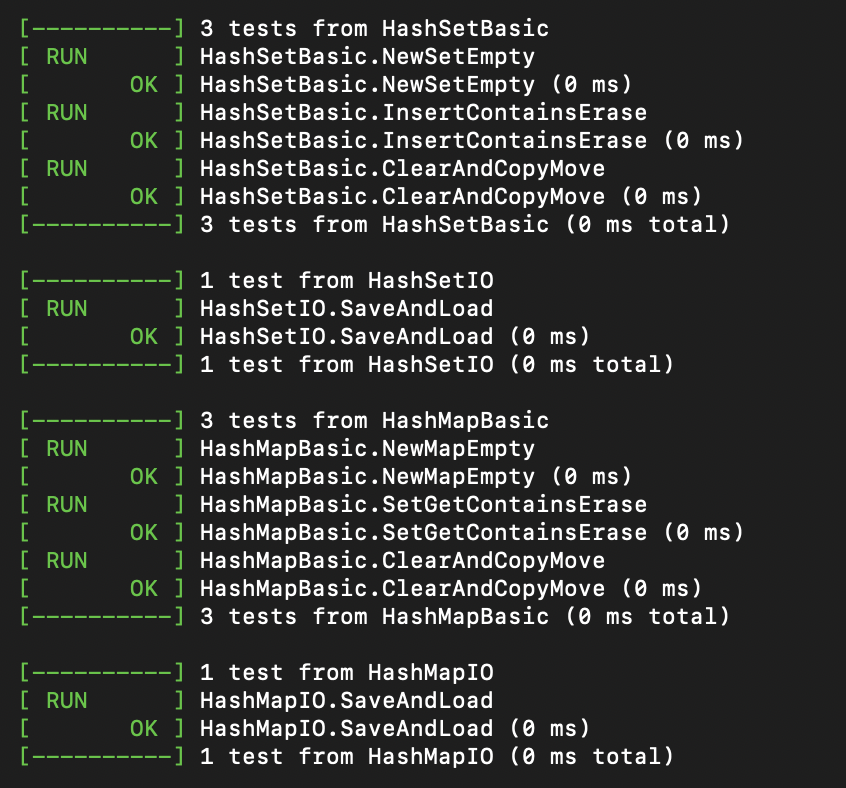 [----------] 3 tests from HashSetBasic
[ RUN      ] HashSetBasic.NewSetEmpty
[       OK ] HashSetBasic.NewSetEmpty (0 ms)
[ RUN      ] HashSetBasic.InsertContainsErase
[       OK ] HashSetBasic.InsertContainsErase (0 ms)
[ RUN      ] HashSetBasic.ClearAndCopyMove
[       OK ] HashSetBasic.ClearAndCopyMove (0 ms)
[----------] 3 tests from HashSetBasic (0 ms total)

[----------] 1 test from HashSetIO
[ RUN      ] HashSetIO.SaveAndLoad
[       OK ] HashSetIO.SaveAndLoad (0 ms)
[----------] 1 test from HashSetIO (0 ms total)

[----------] 3 tests from HashMapBasic
[ RUN      ] HashMapBasic.NewMapEmpty
[       OK ] HashMapBasic.NewMapEmpty (0 ms)
[ RUN      ] HashMapBasic.SetGetContainsErase
[       OK ] HashMapBasic.SetGetContainsErase (0 ms)
[ RUN      ] HashMapBasic.ClearAndCopyMove
[       OK ] HashMapBasic.ClearAndCopyMove (0 ms)
[----------] 3 tests from HashMapBasic (0 ms total)

[----------] 1 test from HashMapIO
[ RUN      ] HashMapIO.SaveAndLoad
[       OK ] HashMapIO.SaveAndLoad (0 ms)
[----------] 1 test from HashMapIO (0 ms total)